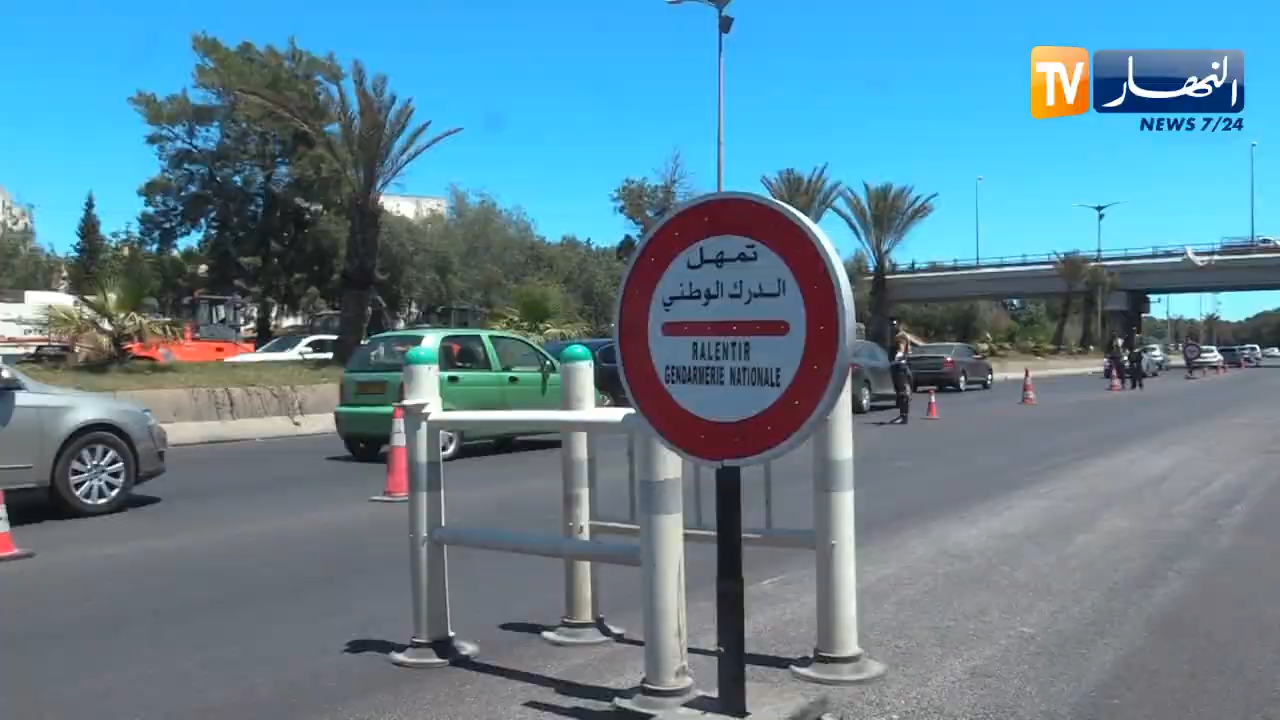 TV النهار
NEWS 7/24
تمهل
الدرك الوطني
RALENTIR
GENDARMERIE NATIONALE